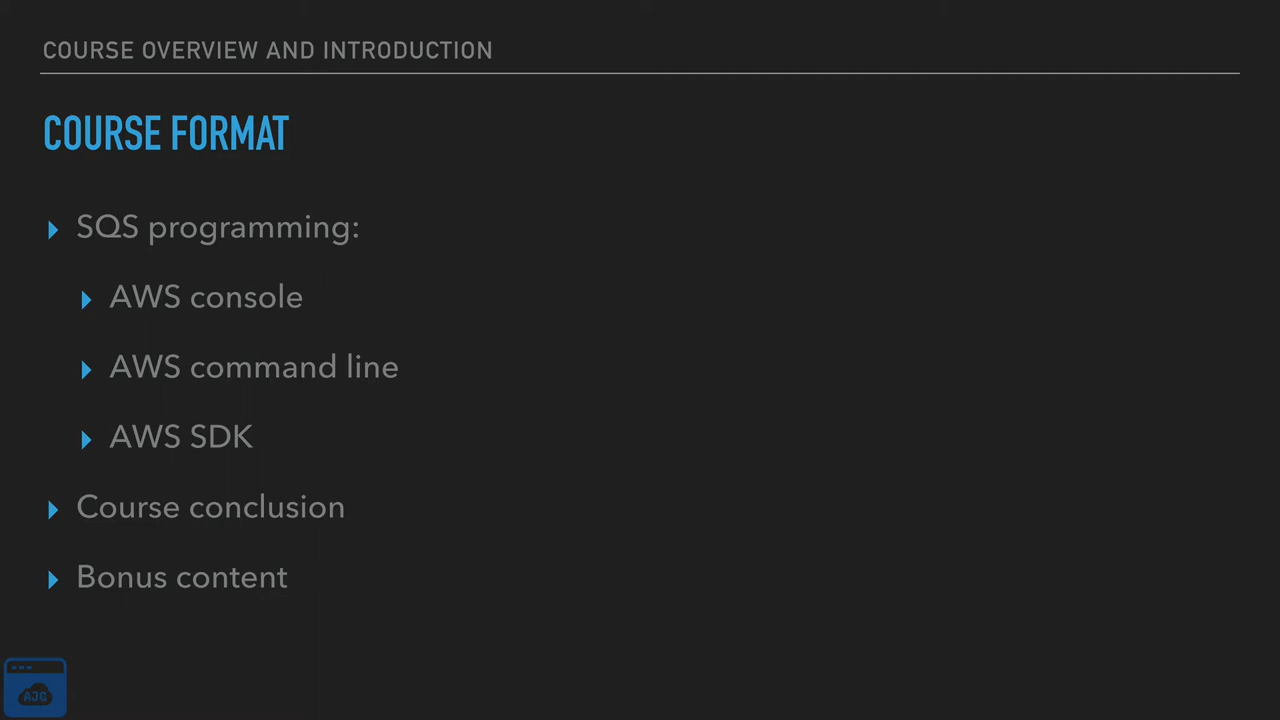 COURSE OVERVIEW AND INTRODUCTION
COURSE FORMAT
SQS programming:
AWS console
AWS command line
AWS SDK
Course conclusion
Bonus content
AJC